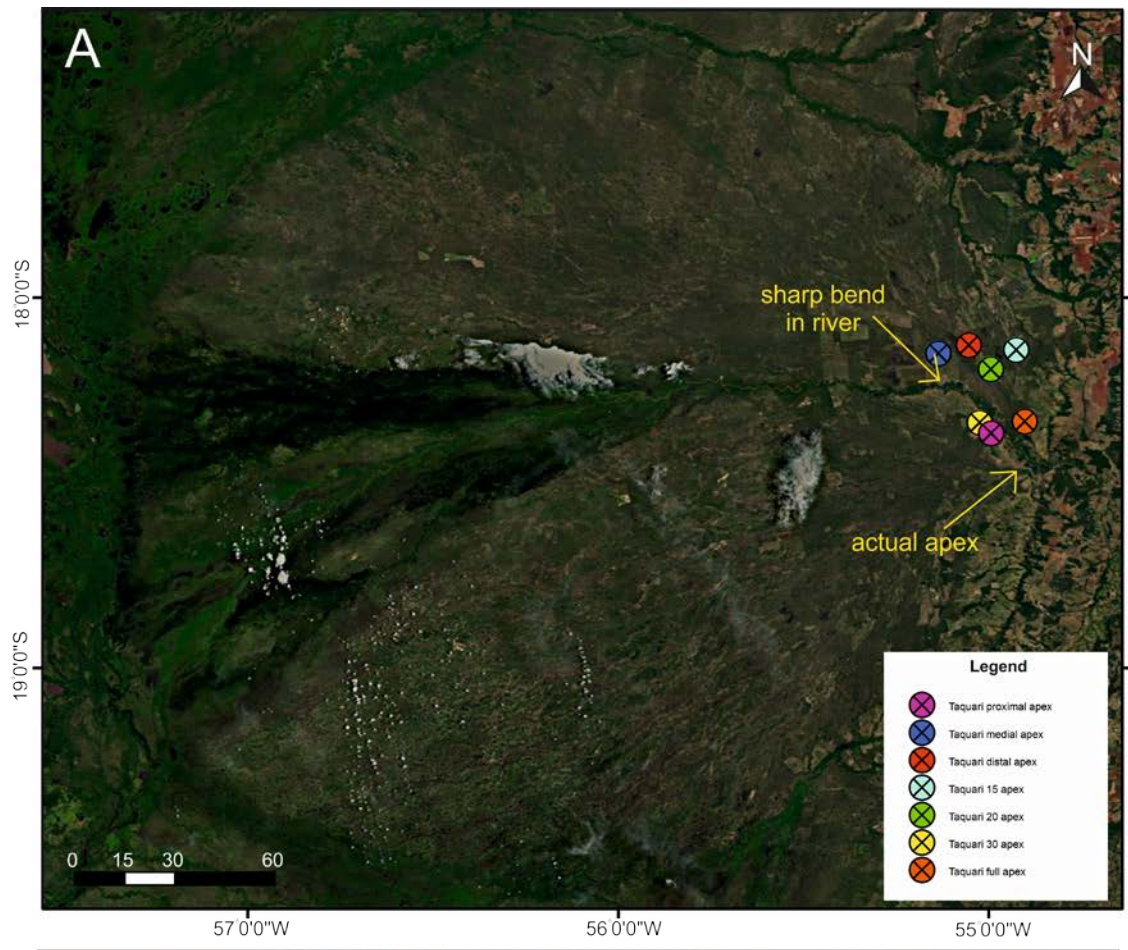 A
N
sharp bend
in river
actual apex
18°0'0"S
19°0'0"S
Legend
Taquari proximal apex
Taquari medial apex
Taquari distal apex
Taquari 15 apex
Taquari 20 apex
Taquari 30 apex
Taquari full apex
0 15 30 60
57°0'0"W
56°0'0"W
55°0'0"W